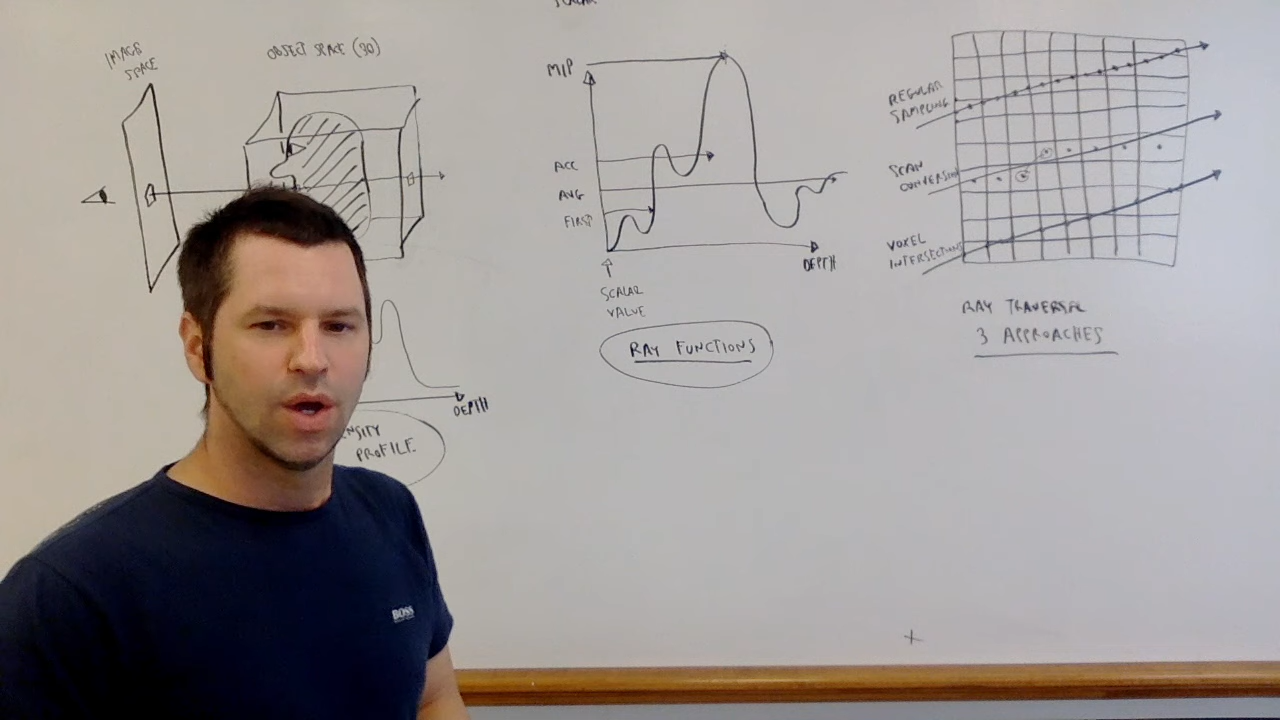 SCALAR
IMAGE
SPACE
OBJECT SPACE (3D)
DEPTH
PROFILE
MIP
ACC
AVG
FIRST
DEPTH
SCALAR
VALUE
RAY FUNCTIONS
REGULAR
SAMPLING
SCAN
CONVERSION
VOXEL
INTERSECTION
RAY TRAVERSAL
3 APPROACHES
BOSS